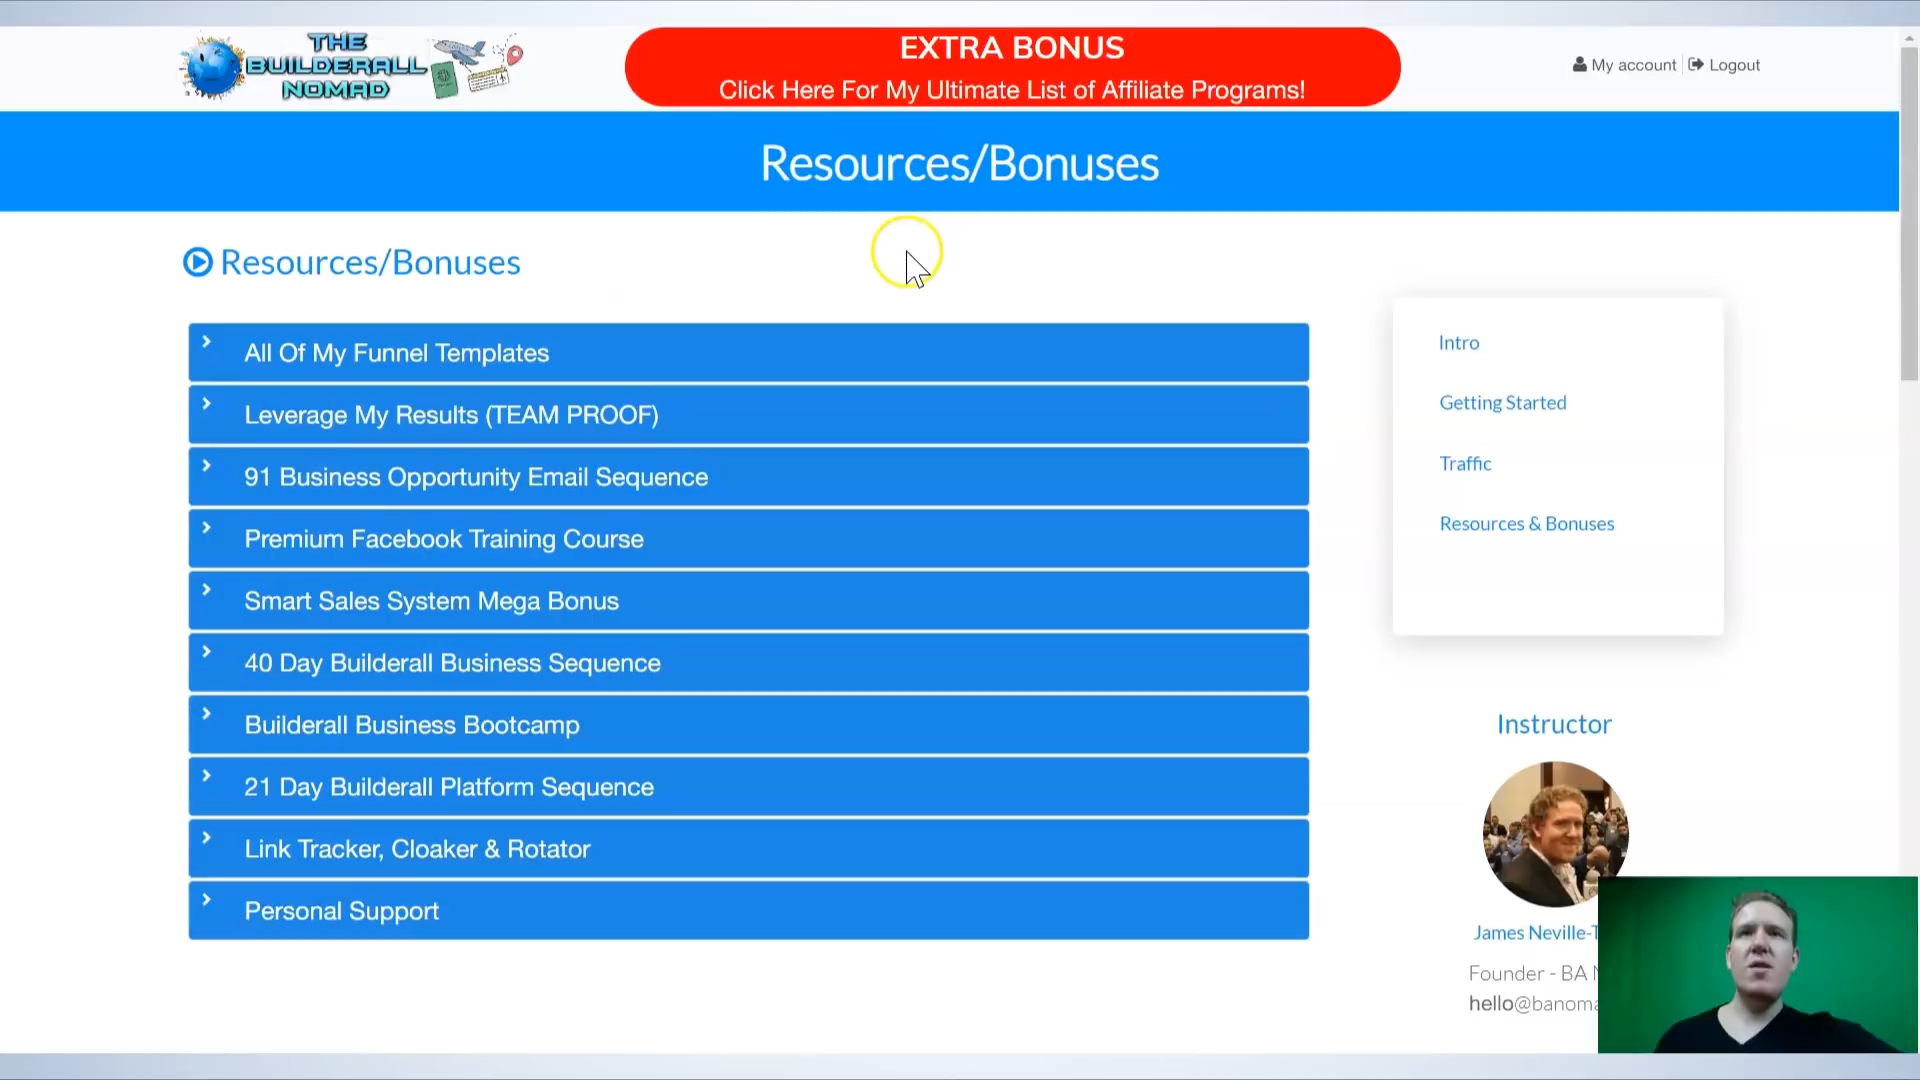 THE
BUILDERALL
NOMAD
EXTRA BONUS
Click Here For My Ultimate List of Affiliate Programs!
My account
Logout
Resources/Bonuses
Resources/Bonuses
All Of My Funnel Templates
Leverage My Results (TEAM PROOF)
91 Business Opportunity Email Sequence
Premium Facebook Training Course
Smart Sales System Mega Bonus
40 Day Builderall Business Sequence
Builderall Business Bootcamp
21 Day Builderall Platform Sequence
Link Tracker, Cloaker & Rotator
Personal Support
Intro
Getting Started
Traffic
Resources & Bonuses
Instructor
James Neville-
Founder - BA
hello@banoma